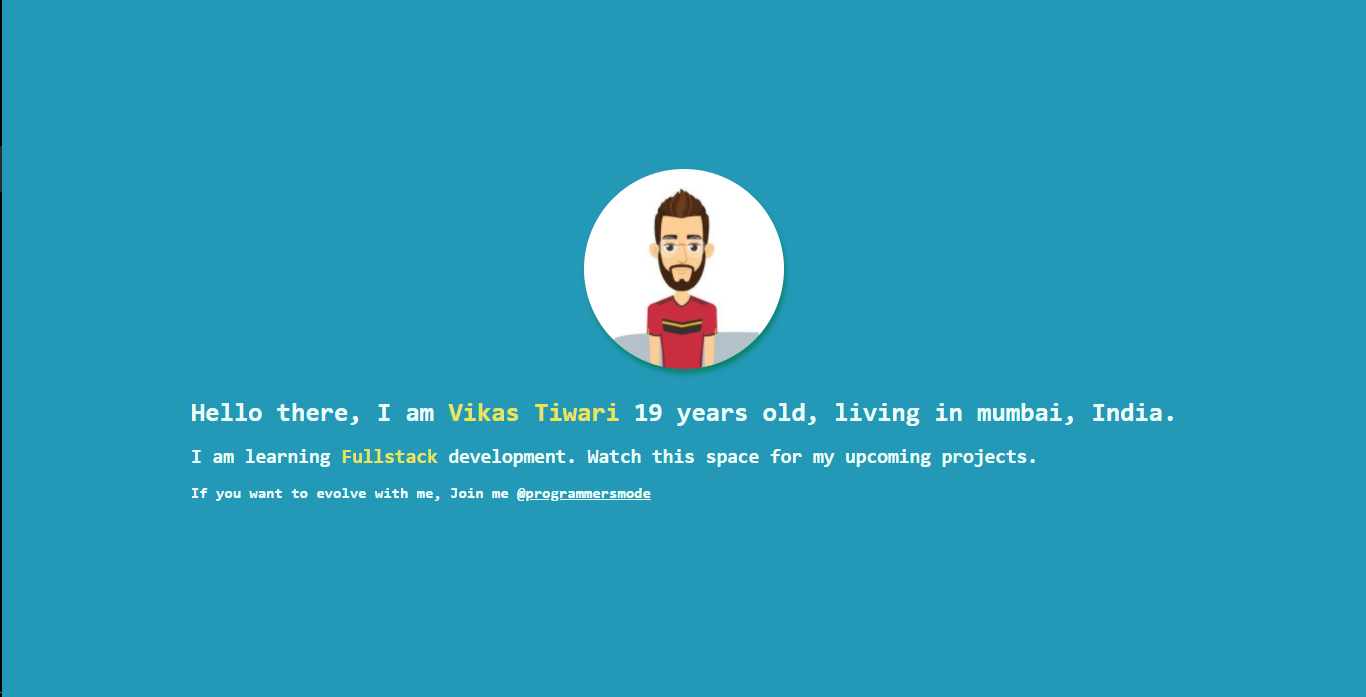 Hello there, I am Vikas Tiwari 19 years old, living in mumbai, India.
I am learning Fullstack development. Watch this space for my upcoming projects.
If you want to evolve with me, Join me @programmersmode